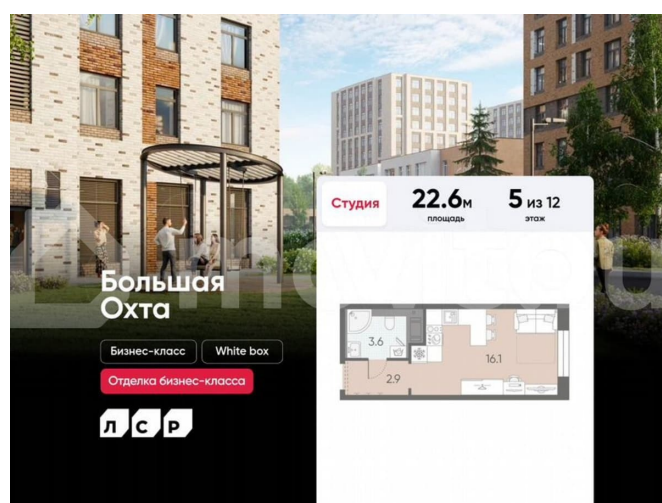 Студия
22.6м
площадь
5 из 12
этаж
Большая
Охта
Бизнес-класс
White box
Отделка бизнес-класса
ЛСР
3.6
16.1
2.9